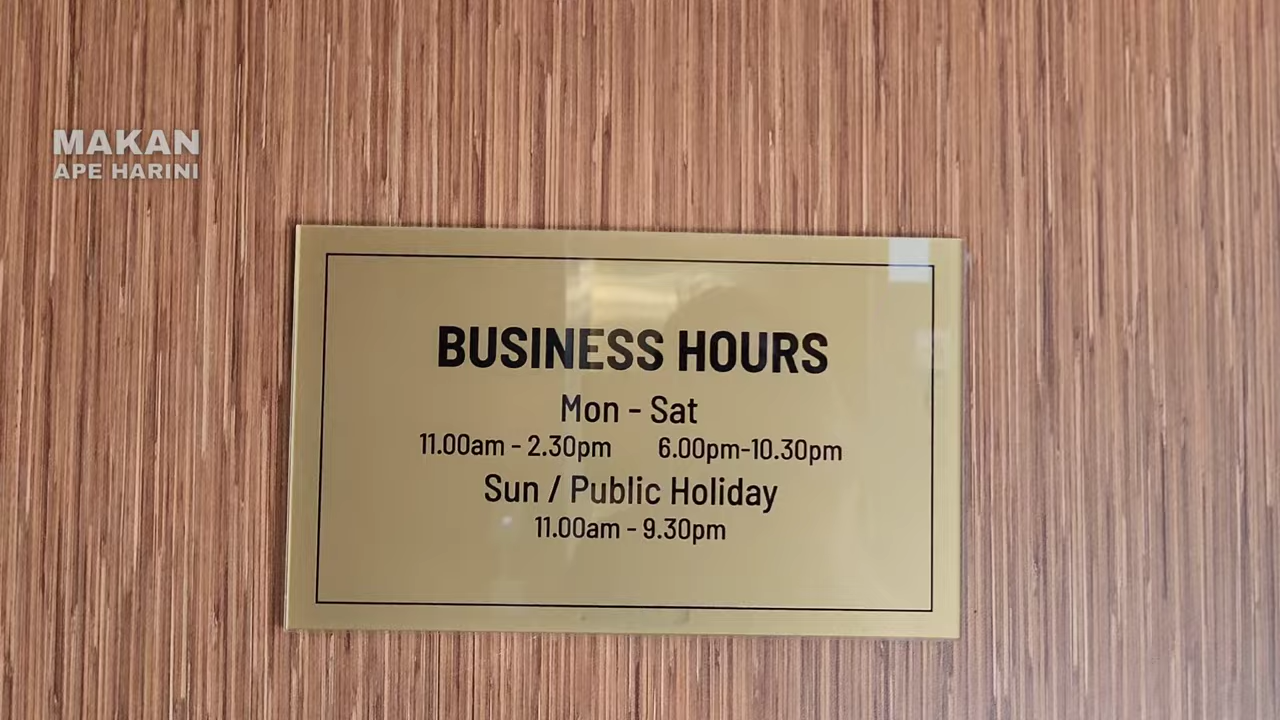 MAKAN
APE HARINI
BUSINESS HOURS
Mon - Sat
11.00am - 2.30pm 6.00pm-10.30pm
Sun / Public Holiday
11.00am - 9.30pm